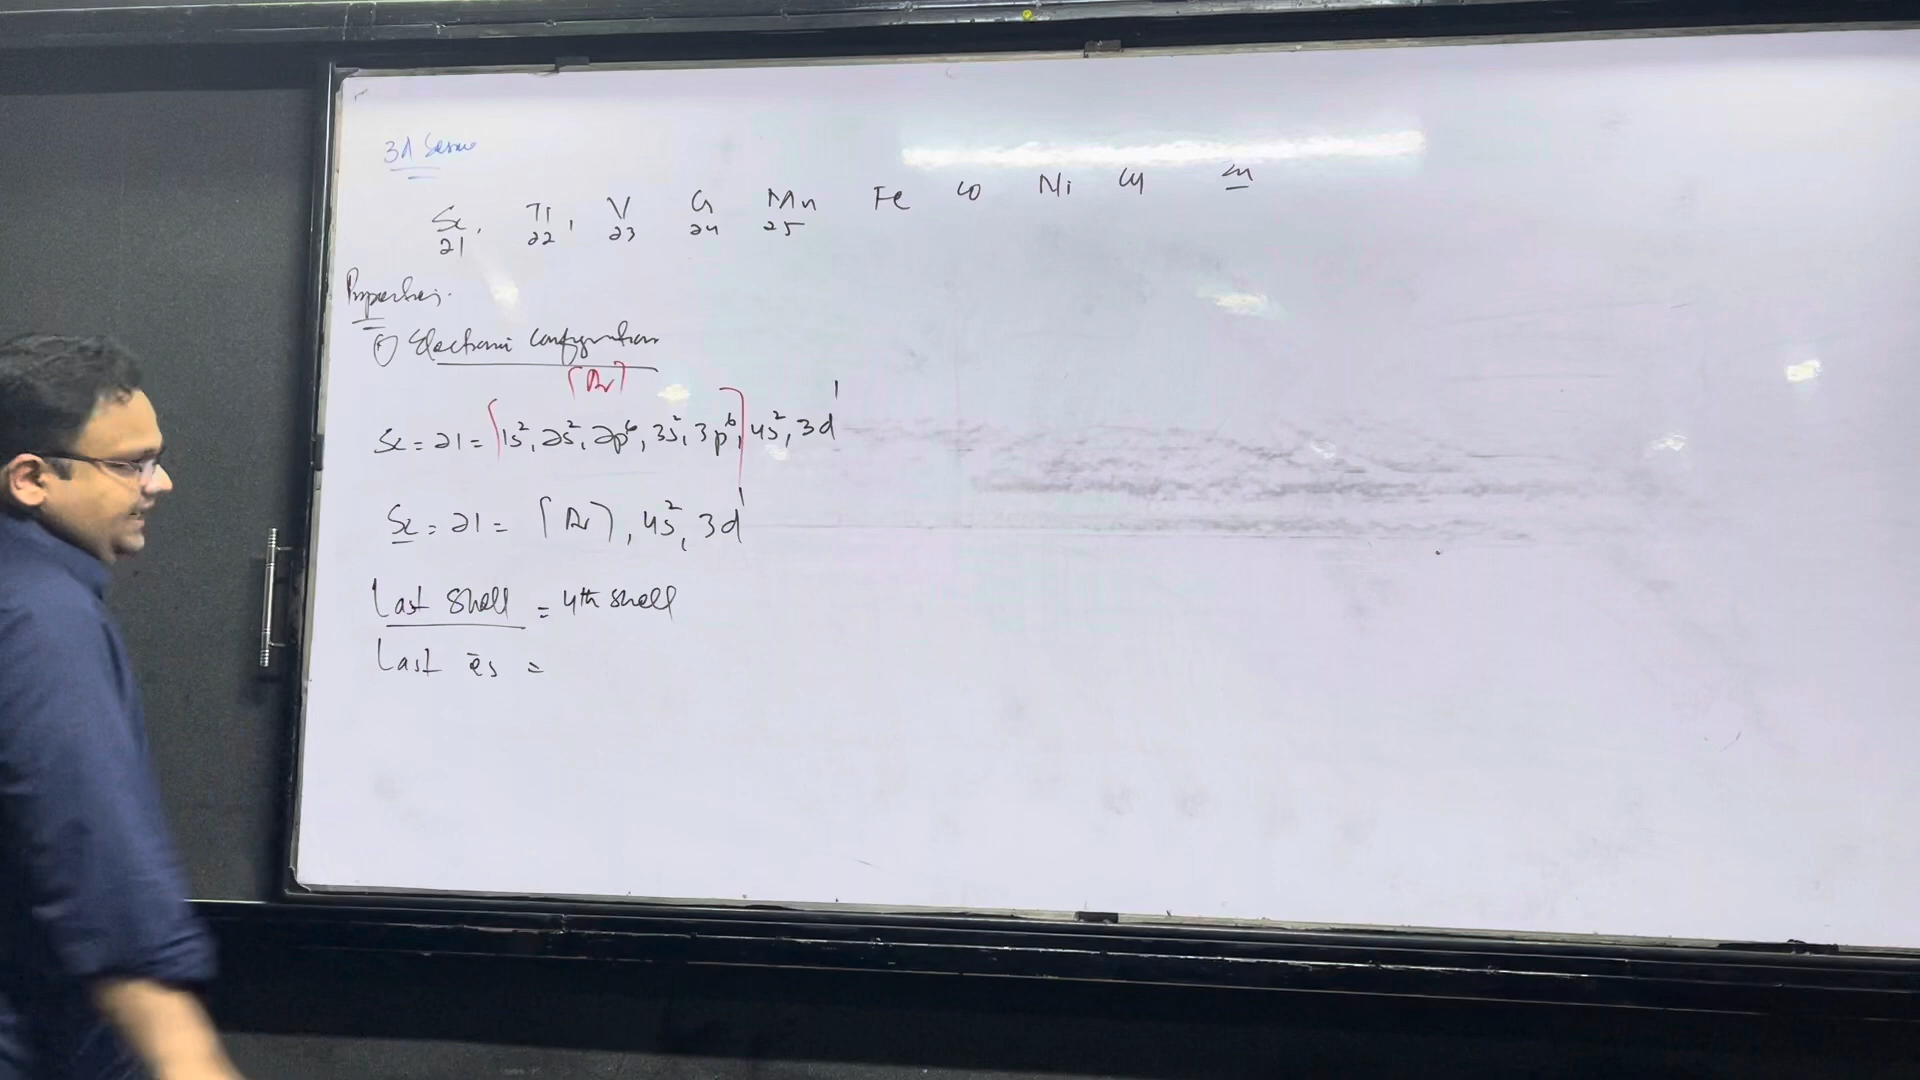 3d Series
Sc, Ti, V Cr Mn Fe Co Ni Cu Zn
21 22 23 24 25
Properties.
① Electronic Configuration
[Ar]
Sc = 21 = [1s², 2s², 2p⁶, 3s², 3p⁶], 4s², 3d¹
Sc = 21 = [Ar], 4s², 3d¹
Last Shell = 4th shell
Last ēs =